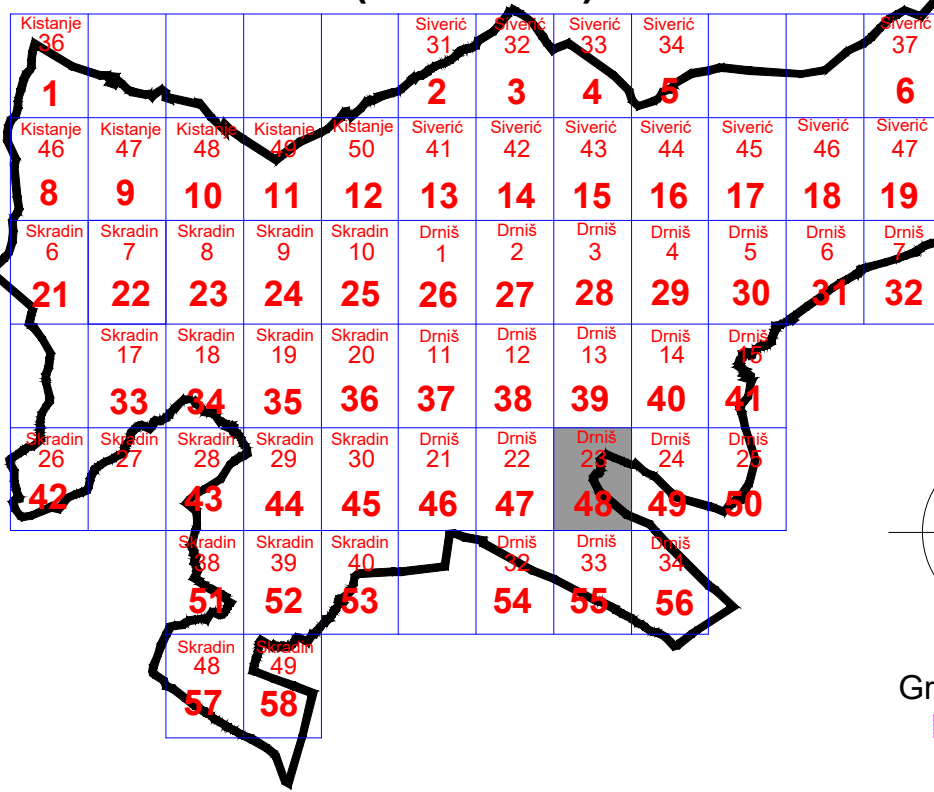 Kistanje Siverić Siverić Siverić Siverić Siverić
36 31 32 33 34 37
1 2 3 4 5 6
Kistanje Kistanje Kistanje Kistanje Kistanje Siverić Siverić Siverić Siverić Siverić Siverić Siverić
46 47 48 49 50 41 42 43 44 45 46 47
8 9 10 11 12 13 14 15 16 17 18 19
Skradin Skradin Skradin Skradin Skradin Drniš Drniš Drniš Drniš Drniš Drniš Drniš
6 7 8 9 10 1 2 3 4 5 6 7
21 22 23 24 25 26 27 28 29 30 31 32
Skradin Skradin Skradin Skradin Drniš Drniš Drniš Drniš Drniš
17 18 19 20 11 12 13 14 15
33 34 35 36 37 38 39 40 41
Skradin Skradin Skradin Skradin Skradin Drniš Drniš Drniš Drniš Drniš
26 27 28 29 30 21 22 23 24 25
42 43 44 45 46 47 48 49 50
Skradin Skradin Skradin Drniš Drniš Drniš
38 39 40 32 33 34
51 52 53 54 55 56
Skradin Skradin
48 49
57 58
Gr